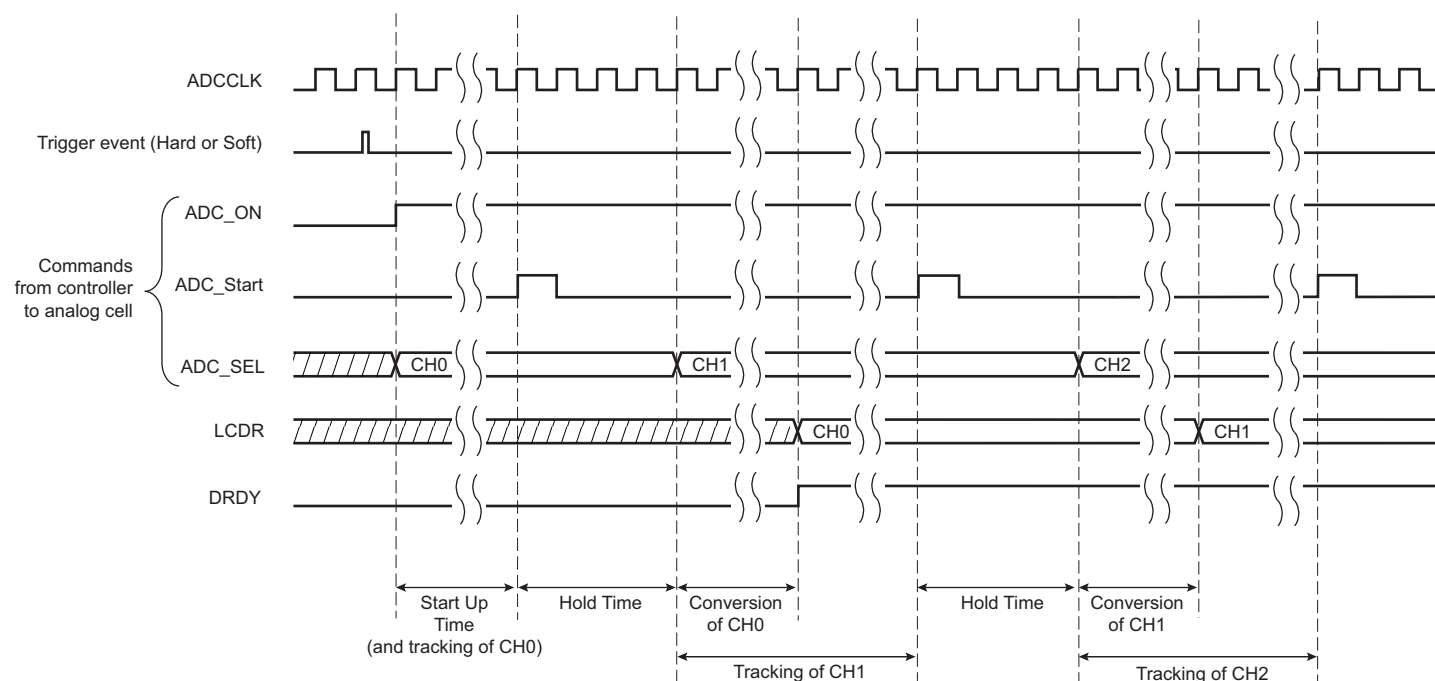 ADCCLK
Trigger event (Hard or Soft)
ADC_ON
Commands
from controller
to analog cell
ADC_Start
ADC_SEL
CH0
CH1
CH2
LCDR
CH0
CH1
DRDY
Start Up
Time
(and tracking of CH0)
Hold Time
Conversion
of CH0
Hold Time
Conversion
of CH1
Tracking of CH1
Tracking of CH2